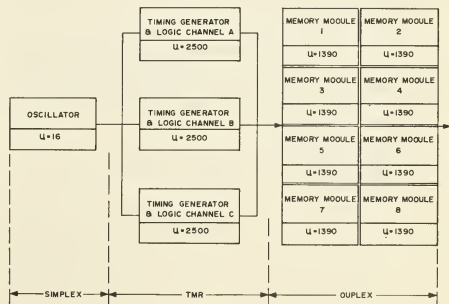 TIMING GENERATOR
& LOGIC CHANNEL A
u=2500
MEMORY MODULE
1
u=1390
MEMORY MODULE
2
u=1390
MEMORY MODULE
3
u=1390
MEMORY MODULE
4
u=1390
OSCILLATOR
u=16
TIMING GENERATOR
& LOGIC CHANNEL B
u=2500
MEMORY MODULE
5
u=1390
MEMORY MODULE
6
u=1390
TIMING GENERATOR
& LOGIC CHANNEL C
u=2500
MEMORY MODULE
7
u=1390
MEMORY MODULE
8
u=1390
SIMPLEX
TMR
DUPLEX